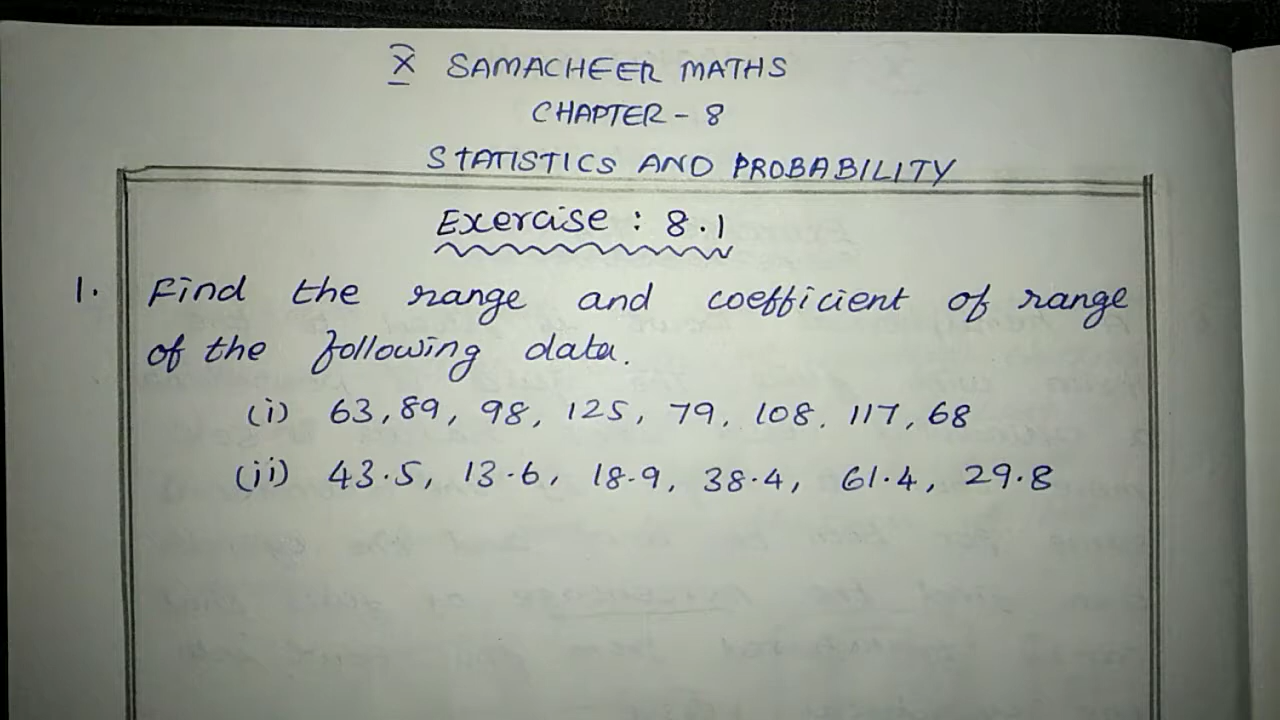 X SAMACHEER MATHS
CHAPTER - 8
STATISTICS AND PROBABILITY
Exercise : 8.1
1. Find the range and coefficient of range
of the following data.
(i) 63, 89, 98, 125, 79, 108, 117, 68
(ii) 43.5, 13.6, 18.9, 38.4, 61.4, 29.8